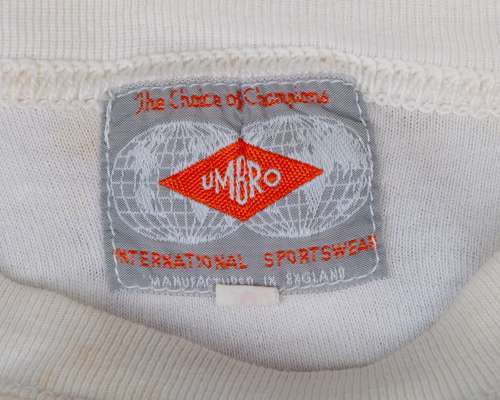 The Choice of Champions
UMBRO
INTERNATIONAL SPORTSWEAR
MANUFACTURED IN ENGLAND